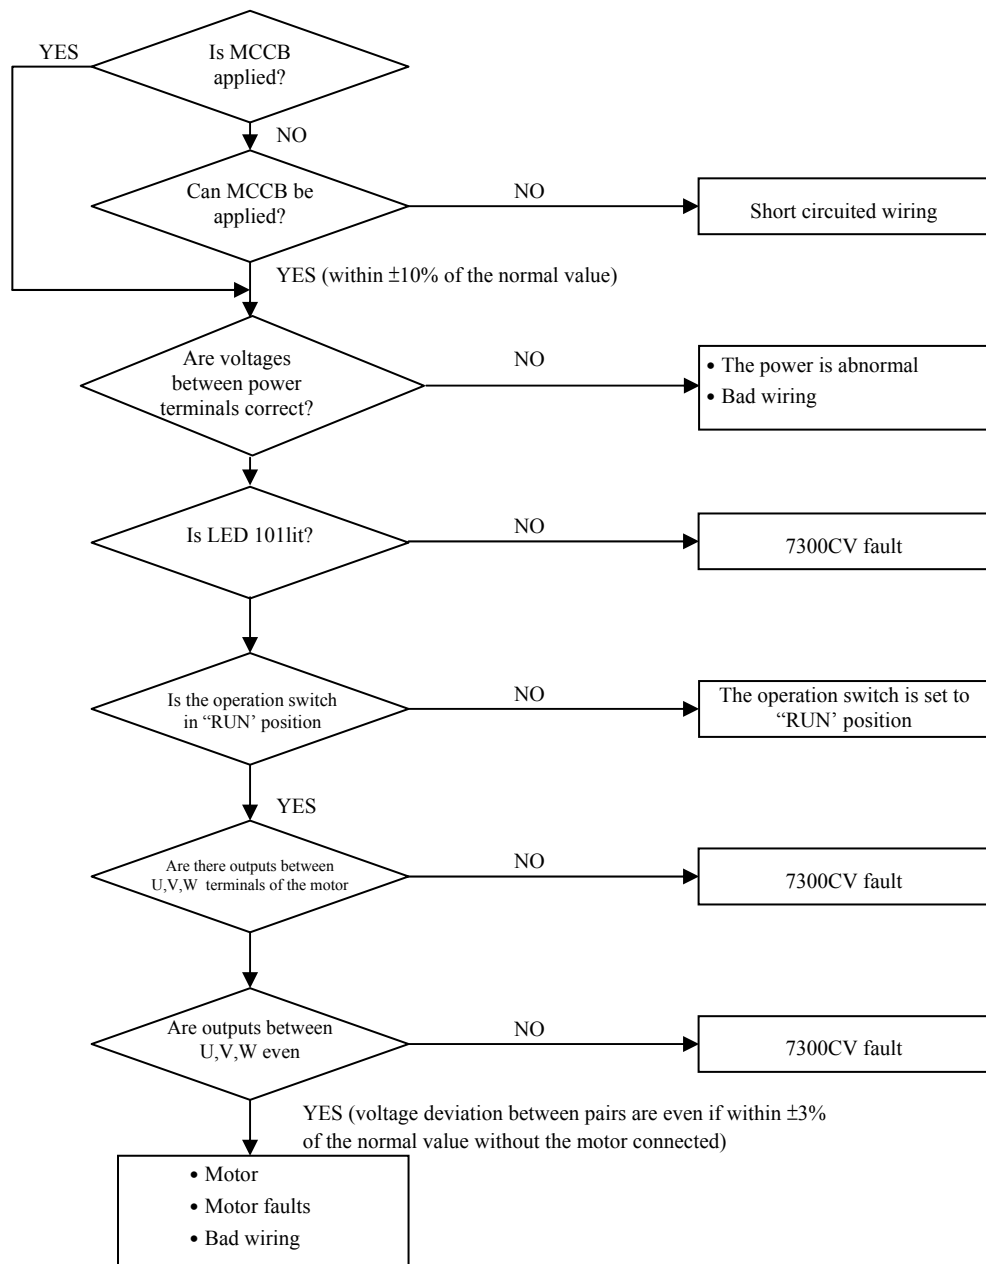 YES
Is MCCB
applied?
NO
Can MCCB be
applied?
NO
Short circuited wiring
YES (within ±10% of the normal value)
Are voltages
between power
terminals correct?
NO
• The power is abnormal
• Bad wiring
Is LED 101lit?
NO
7300CV fault
Is the operation switch
in “RUN’ position
NO
The operation switch is set to
“RUN’ position
YES
Are there outputs between
U,V,W terminals of the motor
NO
7300CV fault
Are outputs between
U,V,W even
NO
7300CV fault
YES (voltage deviation between pairs are even if within ±3%
of the normal value without the motor connected)
• Motor
• Motor faults
• Bad wiring